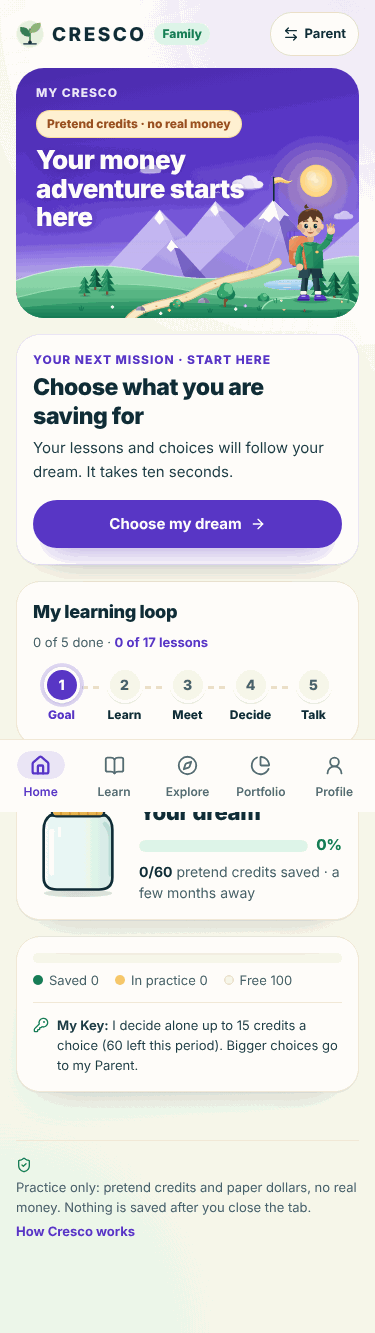 CRESCO Family Parent
MY CRESCO
Pretend credits · no real money
Your money
adventure starts
here
YOUR NEXT MISSION · START HERE
Choose what you are
saving for
Your lessons and choices will follow your
dream. It takes ten seconds.
Choose my dream
My learning loop
0 of 5 done · 0 of 17 lessons
1 2 3 4 5
Goal Learn Meet Decide Talk
Home Learn Explore Portfolio Profile
Your dream
0%
0/60 pretend credits saved · a
few months away
Saved 0 In practice 0 Free 100
My Key: I decide alone up to 15 credits a
choice (60 left this period). Bigger choices go
to my Parent.
Practice only: pretend credits and paper dollars, no real
money. Nothing is saved after you close the tab.
How Cresco works